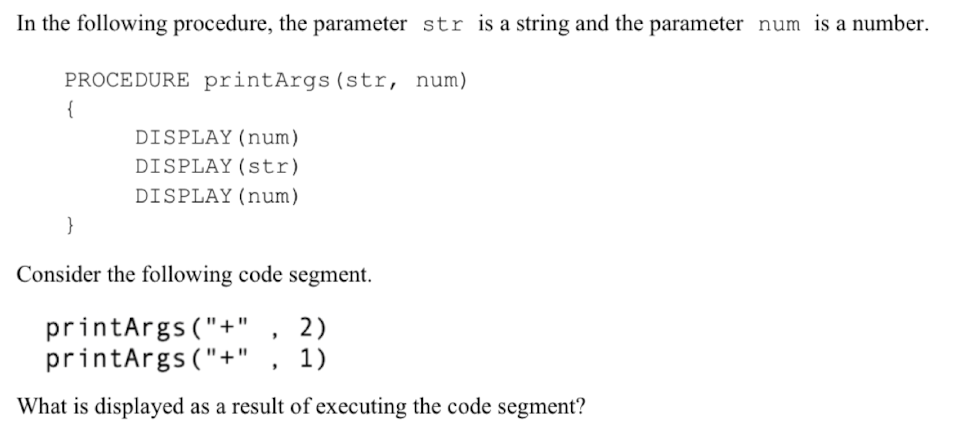 In the following procedure, the parameter str is a string and the parameter num is a number.
PROCEDURE printArgs(str, num)
{
DISPLAY(num)
DISPLAY(str)
DISPLAY(num)
}
Consider the following code segment.
printArgs("+" , 2)
printArgs("+" , 1)
What is displayed as a result of executing the code segment?